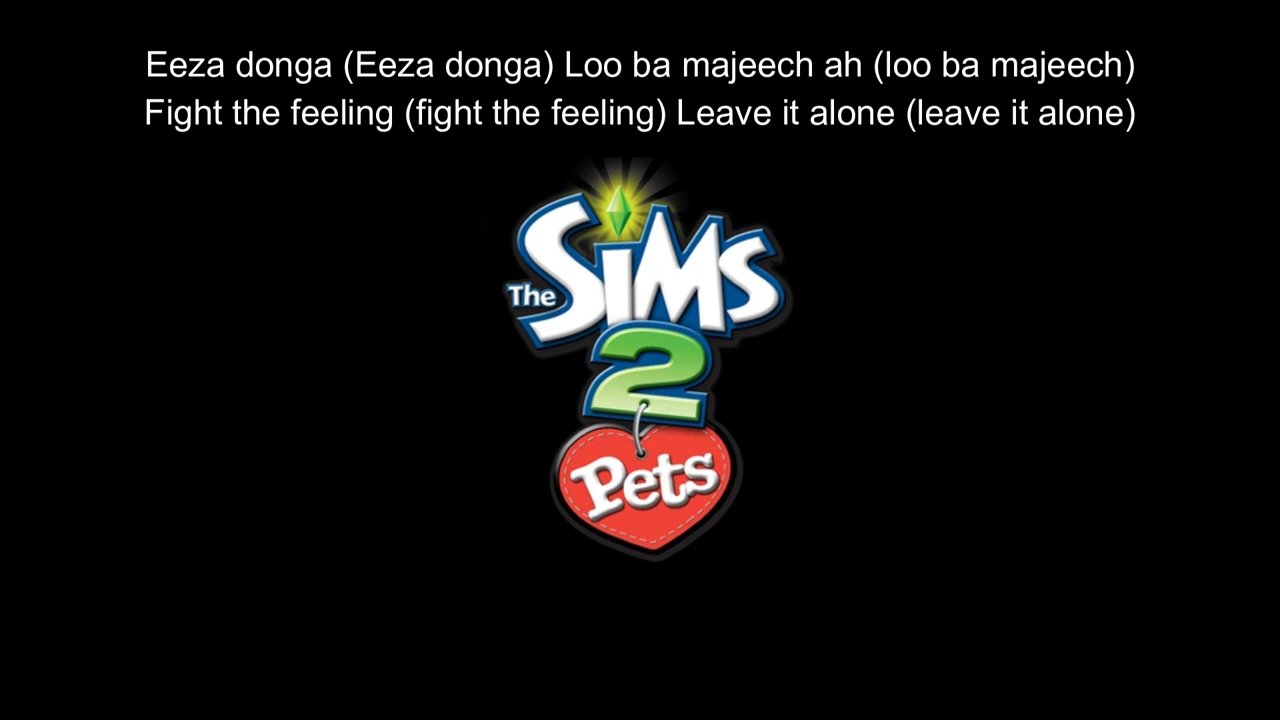 Eeza donga (Eeza donga) Loo ba majeech ah (loo ba majeech)
Fight the feeling (fight the feeling) Leave it alone (leave it alone)
The SiMS
2
Pets